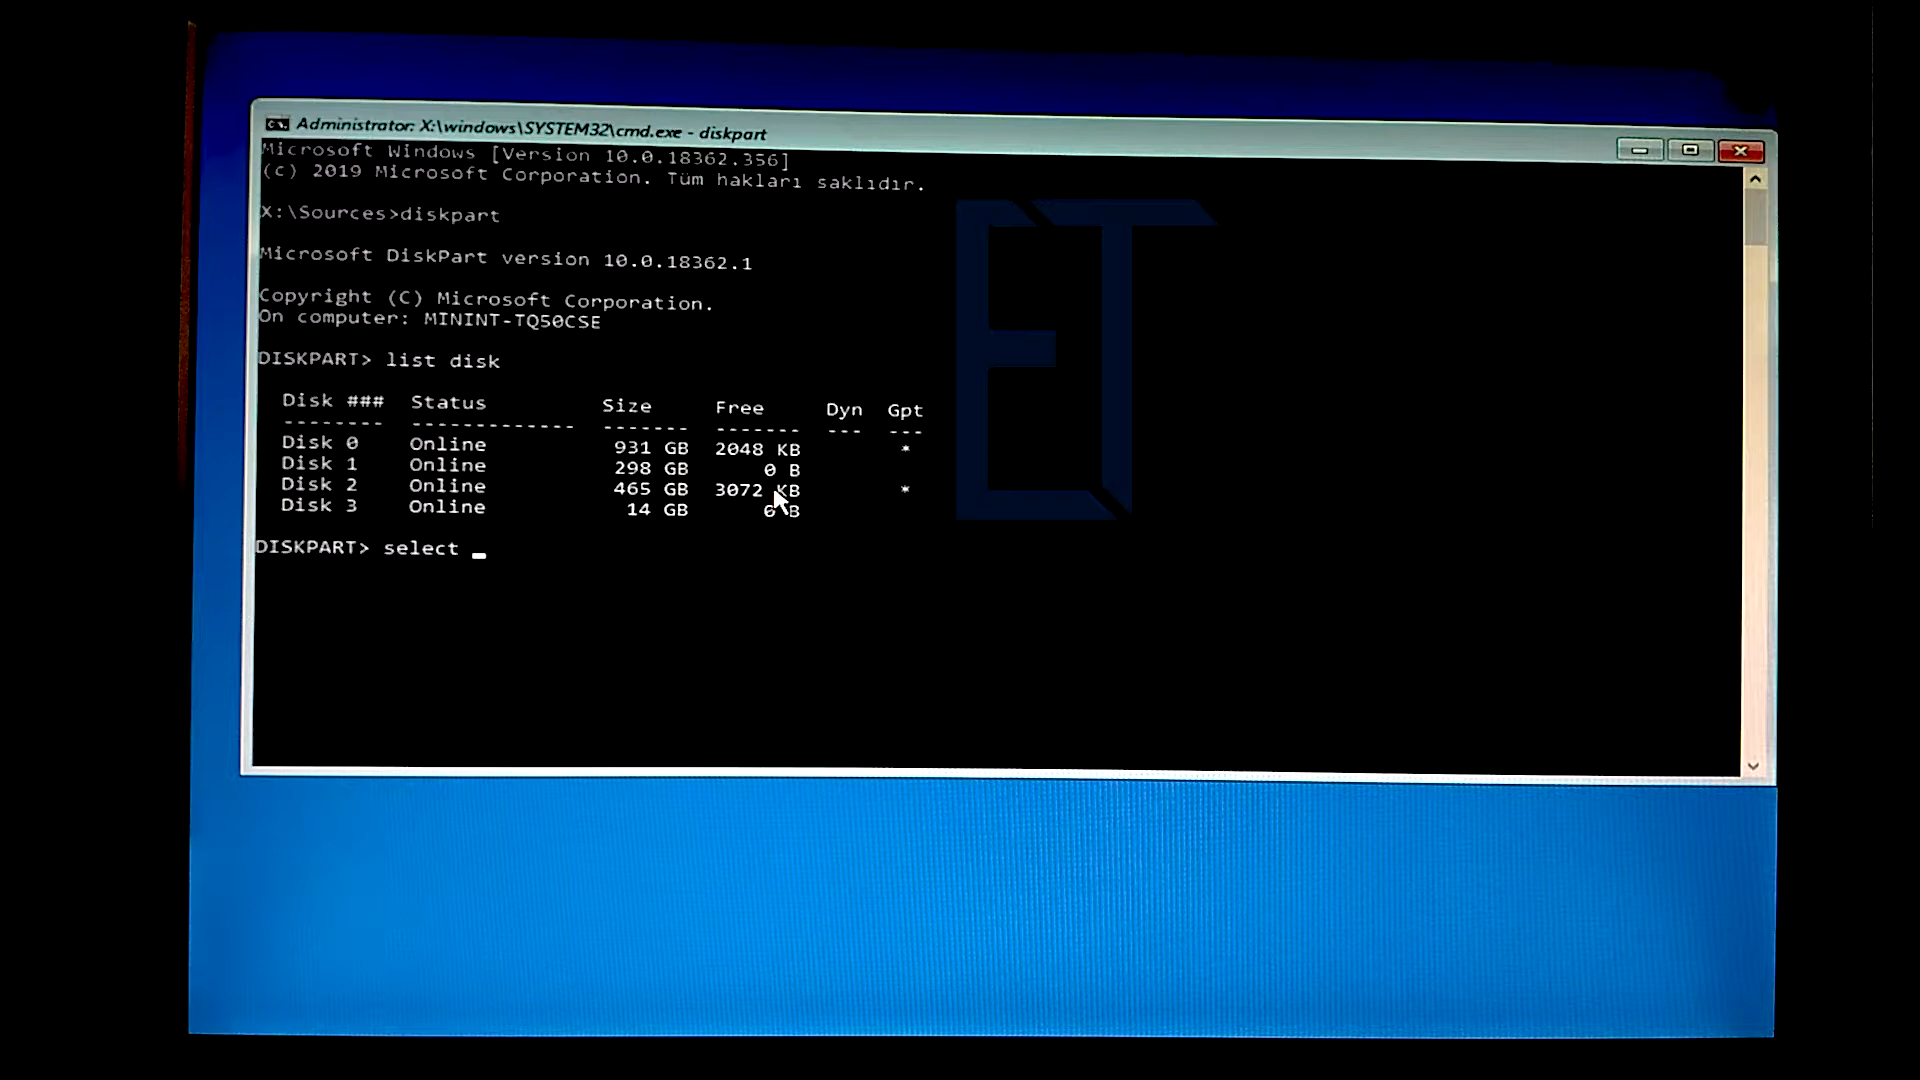 Administrator: X:\windows\SYSTEM32\cmd.exe - diskpart
Microsoft Windows [Version 10.0.18362.356]
(c) 2019 Microsoft Corporation. Tüm hakları saklıdır.
X:\Sources>diskpart
Microsoft DiskPart version 10.0.18362.1
Copyright (C) Microsoft Corporation.
On computer: MININT-TQ50CSE
DISKPART> list disk
Disk ### Status Size Free Dyn Gpt
-------- ------------- ------- ------- --- ---
Disk 0 Online 931 GB 2048 KB *
Disk 1 Online 298 GB 0 B
Disk 2 Online 465 GB 3072 KB *
Disk 3 Online 14 GB 0 B
DISKPART> select _
ET